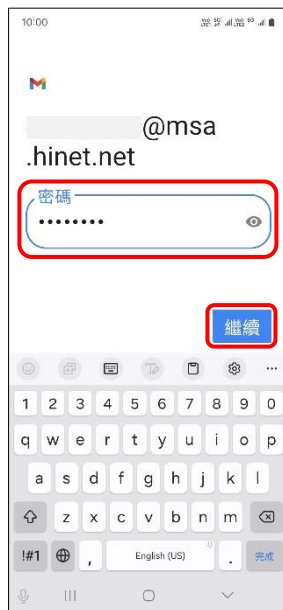 10:00
@msa
.hinet.net
密碼
••••••••
繼續
1 2 3 4 5 6 7 8 9 0
q w e r t y u i o p
a s d f g h j k l
z x c v b n m
!#1 , English (US) . 完成